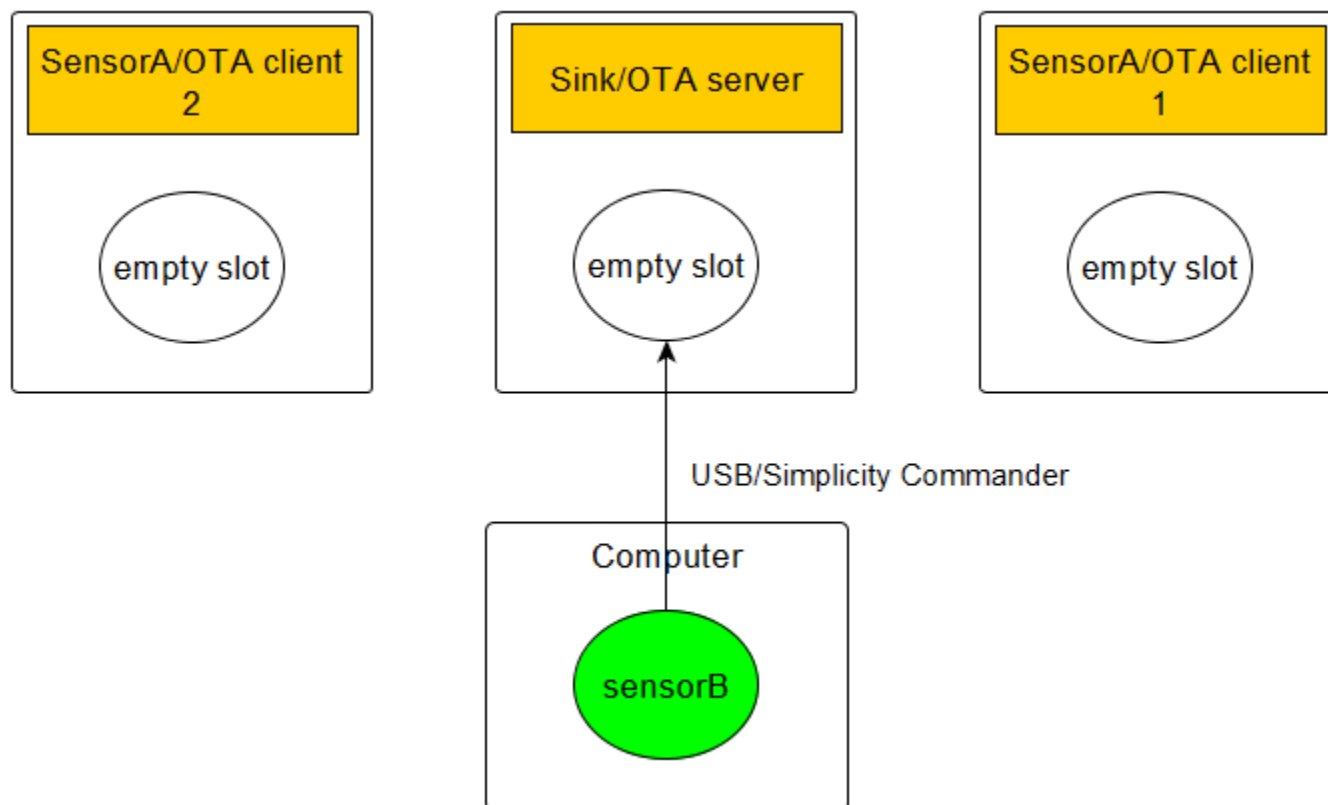 SensorA/OTA client
2
Sink/OTA server
SensorA/OTA client
1
empty slot
empty slot
empty slot
USB/Simplicity Commander
Computer
sensorB